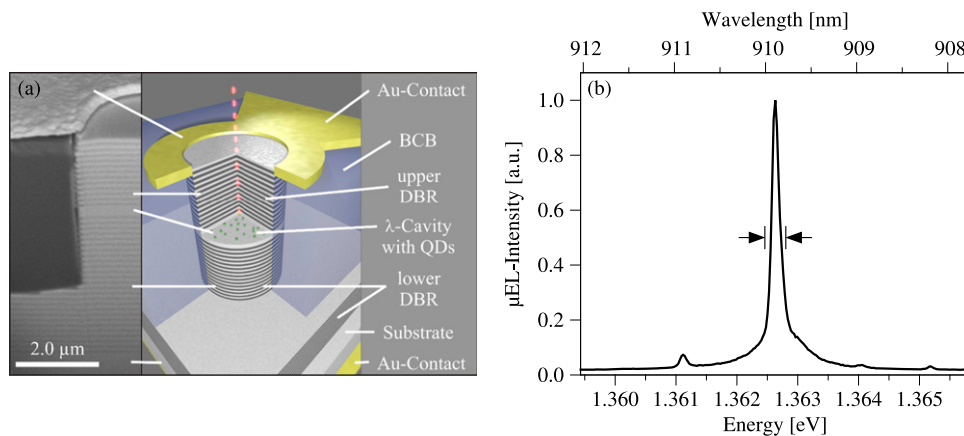 (a)
Au-Contact
BCB
upper
DBR
λ-Cavity
with QDs
lower
DBR
Substrate
Au-Contact
2.0 µm
Wavelength [nm]
912 911 910 909 908
(b)
µEL-Intensity [a.u.]
1.0
0.8
0.6
0.4
0.2
0.0
1.360 1.361 1.362 1.363 1.364 1.365
Energy [eV]